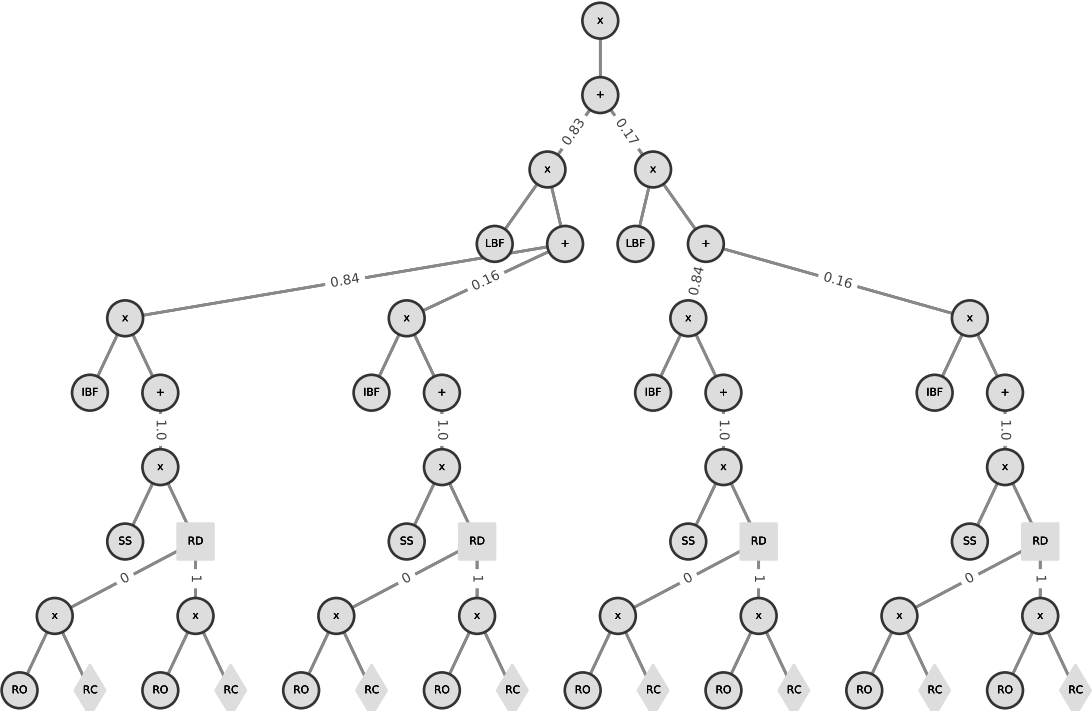 x
+
0.83 0.17
x x
LBF + LBF +
0.84 0.16 0.84 0.16
x x x x
IBF + IBF + IBF + IBF +
1.0 1.0 1.0 1.0
x x x x
SS RD SS RD SS RD SS RD
0 1 0 1 0 1 0 1
x x x x x x x x
RO RC RO RC RO RC RO RC RO RC RO RC RO RC RO RC